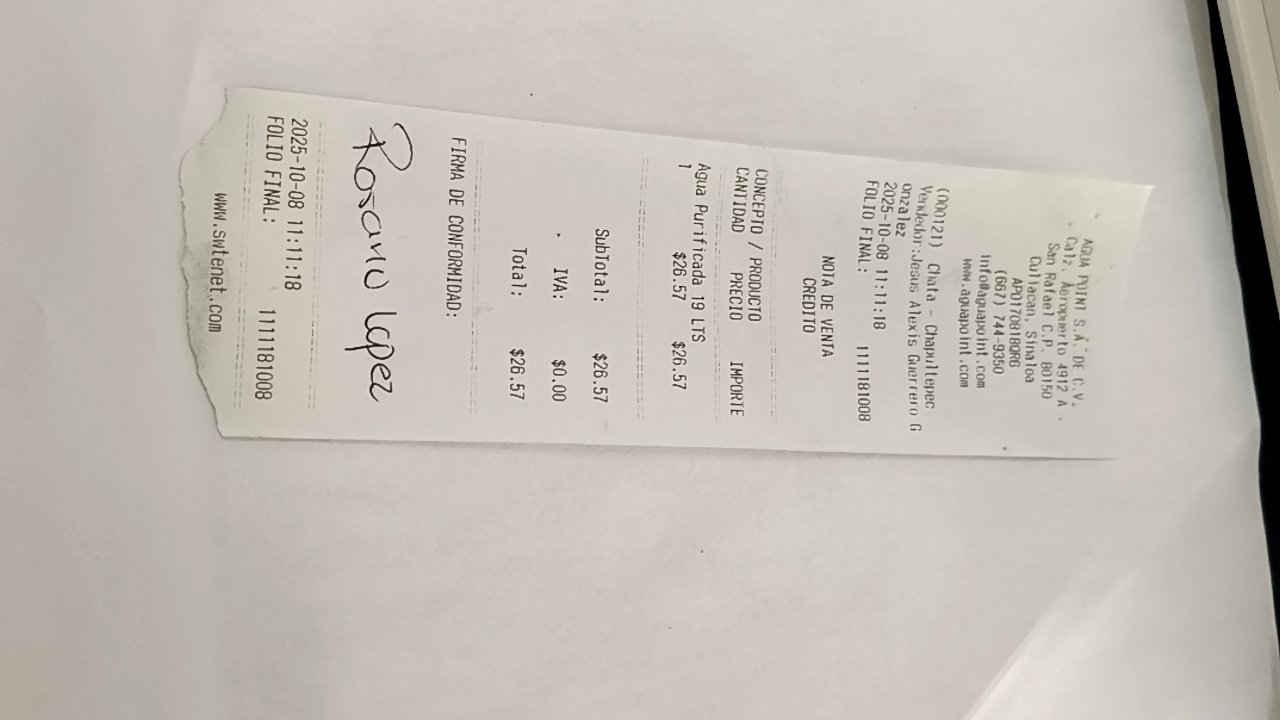 AGUA POINT S.A. DE C.V.
Calz. Aeropuerto 4912 A
San Rafael C.P. 80150
Culiacan, Sinaloa
APO170818QR6
(667) 744-9350
info@aguapoint.com
www.aguapoint.com
(000121) Chata - Chapultepec
Vendedor:Jesus Alexis Guerrero G
onzalez
2025-10-08 11:11:18
FOLIO FINAL: 1111181008
NOTA DE VENTA
CREDITO
CONCEPTO / PRODUCTO
CANTIDAD PRECIO IMPORTE
Agua Purificada 19 LTS
1 $26.57 $26.57
SubTotal: $26.57
IVA: $0.00
Total: $26.57
FIRMA DE CONFORMIDAD:
Rosario lopez
2025-10-08 11:11:18
FOLIO FINAL: 1111181008
www.swtenet.com